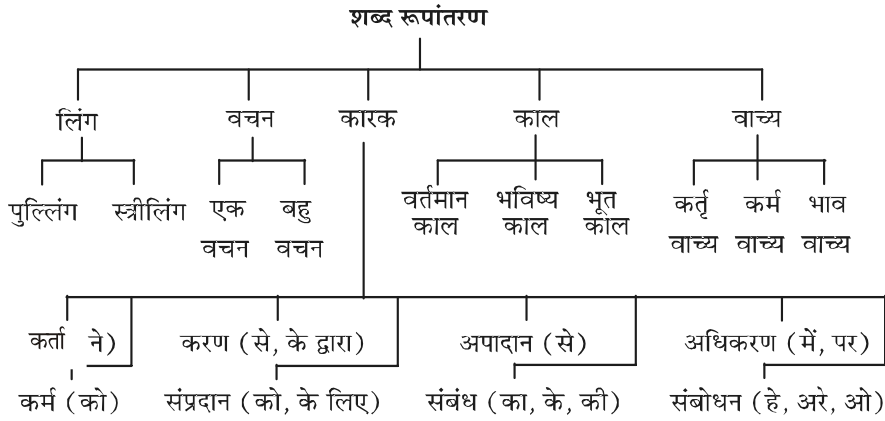 शब्द रूपांतरण
लिंग वचन कारक काल वाच्य
पुल्लिंग स्त्रीलिंग एक वचन बहु वचन वर्तमान काल भविष्य काल भूत काल कर्तृ वाच्य कर्म वाच्य भाव वाच्य
कर्ता ने) करण (से, के द्वारा) अपादान (से) अधिकरण (में, पर)
कर्म (को) संप्रदान (को, के लिए) संबंध (का, के, की) संबोधन (हे, अरे, ओ)